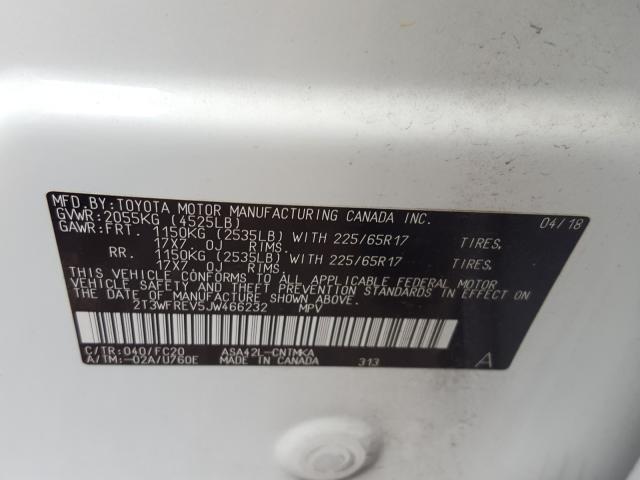 MFD.BY:TOYOTA MOTOR MANUFACTURING CANADA INC. 04/18
GVWR:2055KG (4525LB)
GAWR:FRT. 1150KG (2535LB) WITH 225/65R17 TIRES,
17X7 OJ RIMS.
RR. 1150KG (2535LB) WITH 225/65R17 TIRES,
17X7 OJ RIMS.
THIS VEHICLE CONFORMS TO ALL APPLICABLE FEDERAL MOTOR
VEHICLE SAFETY AND THEFT PREVENTION STANDARDS IN EFFECT ON
THE DATE OF MANUFACTURE SHOWN ABOVE.
2T3WFREV5JW466232 MPV
C/TR:040/FC20 ASA42L-CNTMKA A
A/TM:-02A/U760E MADE IN CANADA 313